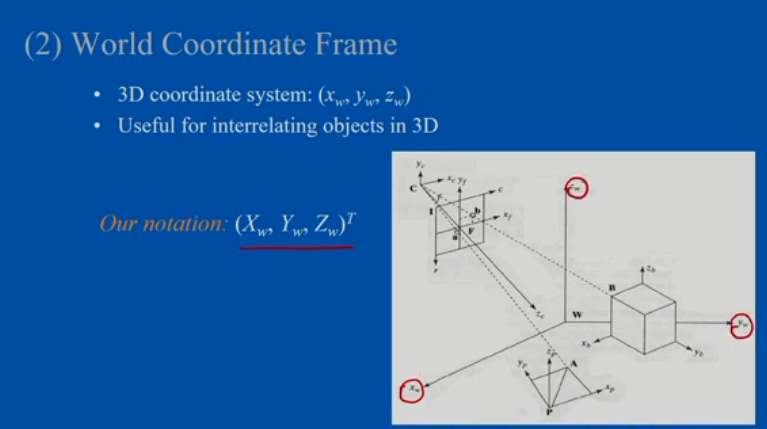 (2) World Coordinate Frame
• 3D coordinate system: (x_w, y_w, z_w)
• Useful for interrelating objects in 3D
Our notation: (X_w, Y_w, Z_w)^T
y_c
C
x_c
y_f
c
I
b
x_f
a
F
r
z_w
z_c
W
B
z_b
y_w
x_b
y_b
x_w
y_p
z_p
A
x_p
P